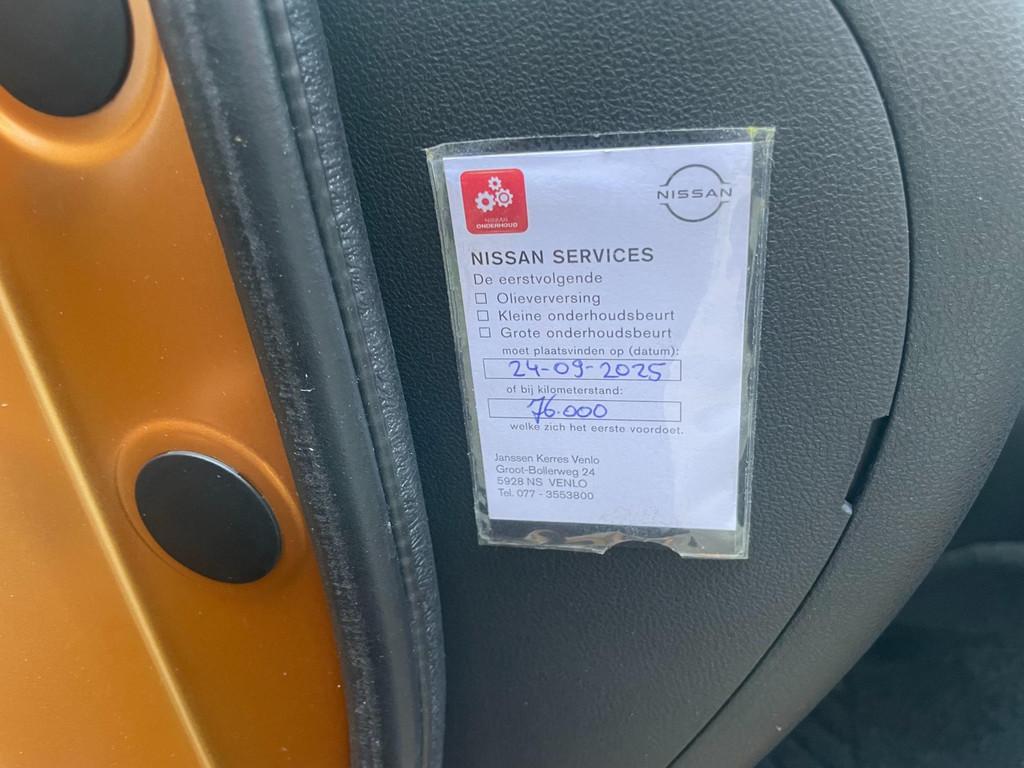 NISSAN
ONDERHOUD
NISSAN
NISSAN SERVICES
De eerstvolgende
☐ Olieverversing
☐ Kleine onderhoudsbeurt
☐ Grote onderhoudsbeurt
moet plaatsvinden op (datum):
24-09-2025
of bij kilometerstand:
76.000
welke zich het eerste voordoet.
Janssen Kerres Venlo
Groot-Bollerweg 24
5928 NS VENLO
Tel. 077 - 3553800